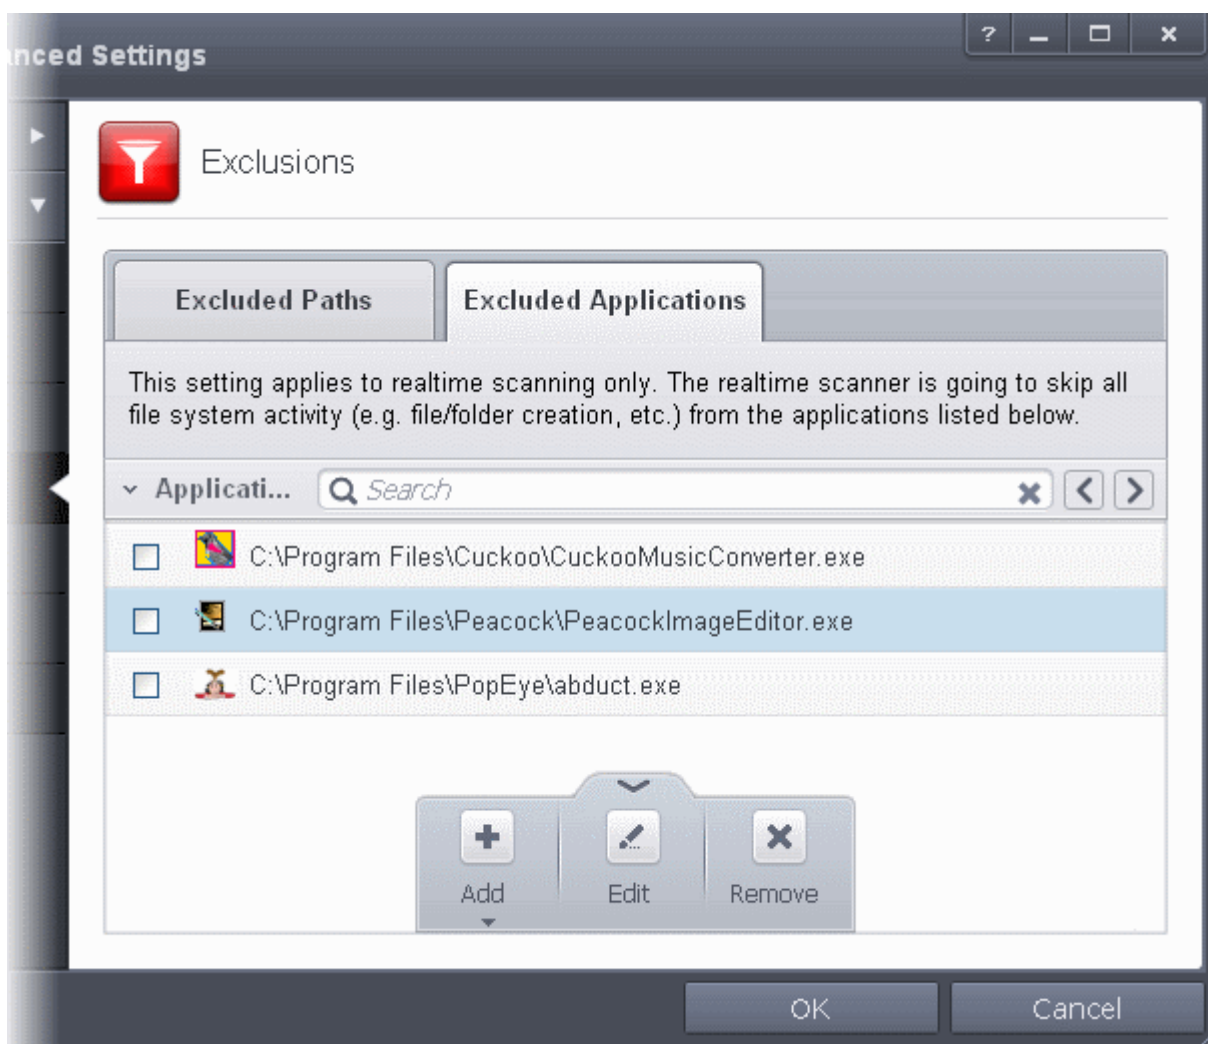 anced Settings
?
Exclusions
Excluded Paths
Excluded Applications
This setting applies to realtime scanning only. The realtime scanner is going to skip all
file system activity (e.g. file/folder creation, etc.) from the applications listed below.
Applicati...
Search
C:\Program Files\Cuckoo\CuckooMusicConverter.exe
C:\Program Files\Peacock\PeacockImageEditor.exe
C:\Program Files\PopEye\abduct.exe
Add
Edit
Remove
OK
Cancel